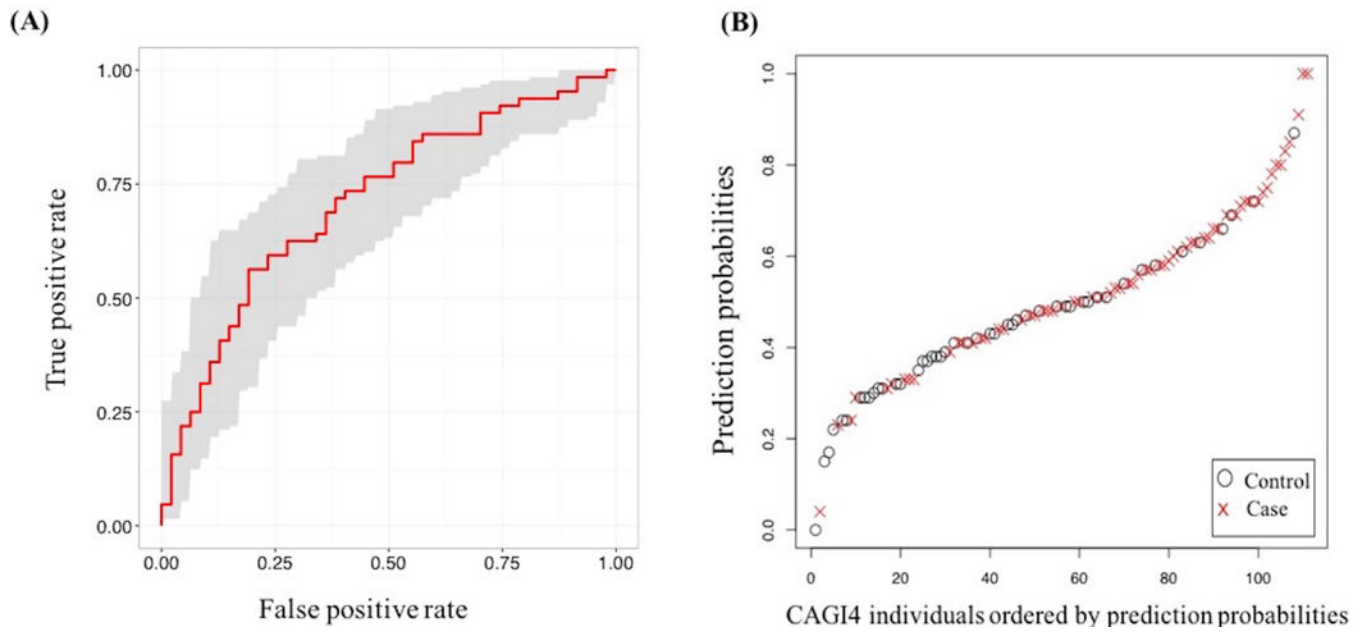 (A)
True positive rate
1.00
0.75
0.50
0.25
0.00
0.00 0.25 0.50 0.75 1.00
False positive rate
(B)
Prediction probabilities
1.0
0.8
0.6
0.4
0.2
0.0
Control
Case
0 20 40 60 80 100
CAGI4 individuals ordered by prediction probabilities